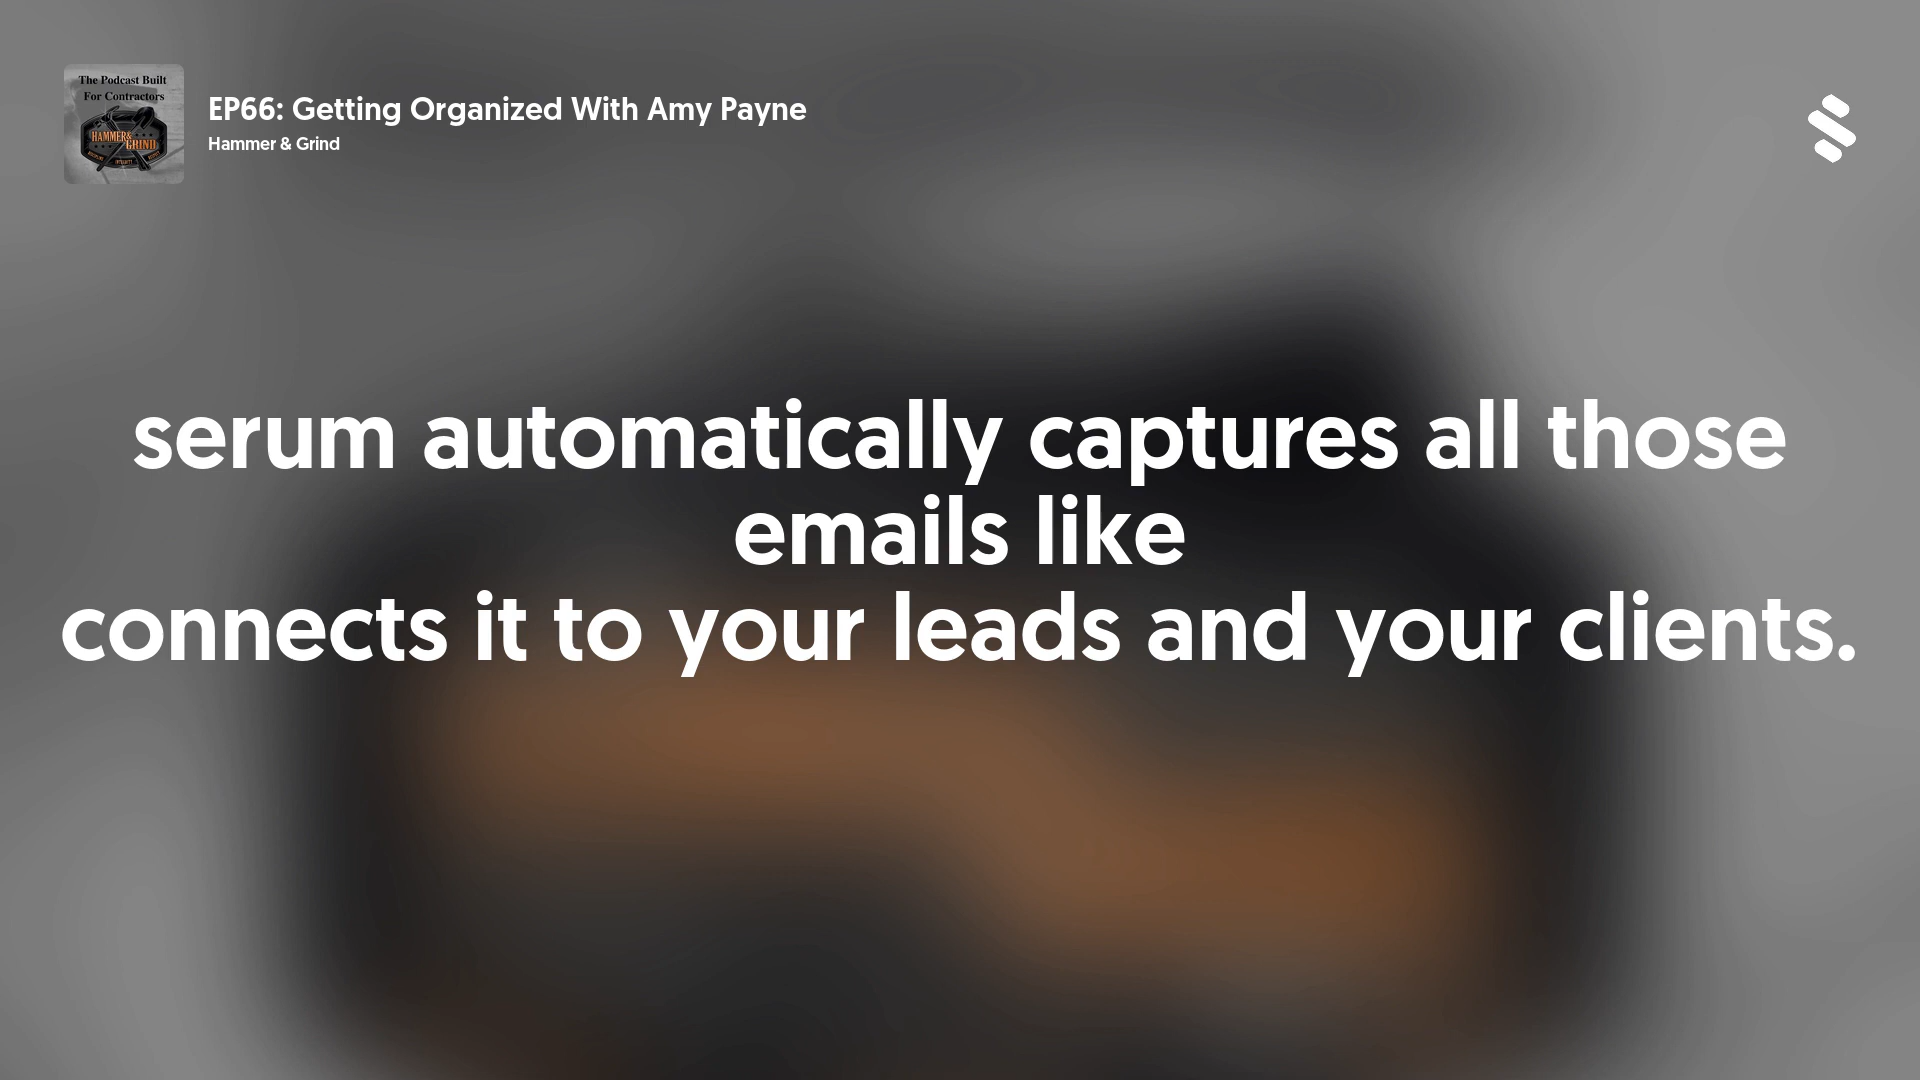 The Podcast Built
For Contractors
HAMMER&
GRIND
EP66: Getting Organized With Amy Payne
Hammer & Grind
serum automatically captures all those
emails like
connects it to your leads and your clients.